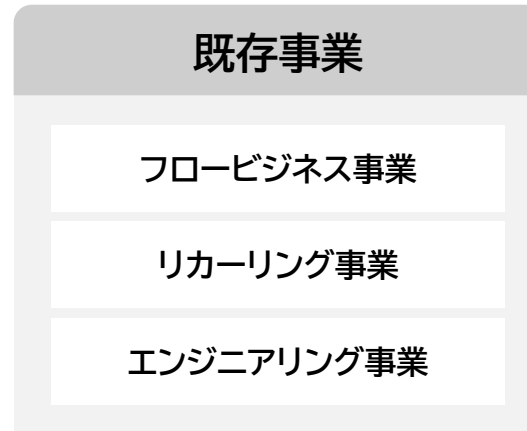 既存事業
フロービジネス事業
リカーリング事業
エンジニアリング事業